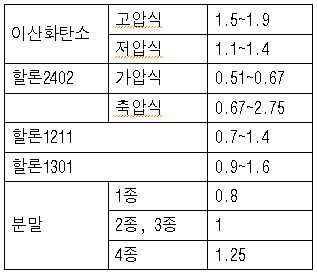 이산화탄소 고압식 1.5~1.9
저압식 1.1~1.4
할론2402 가압식 0.51~0.67
축압식 0.67~2.75
할론1211 0.7~1.4
할론1301 0.9~1.6
분말 1종 0.8
2종, 3종 1
4종 1.25